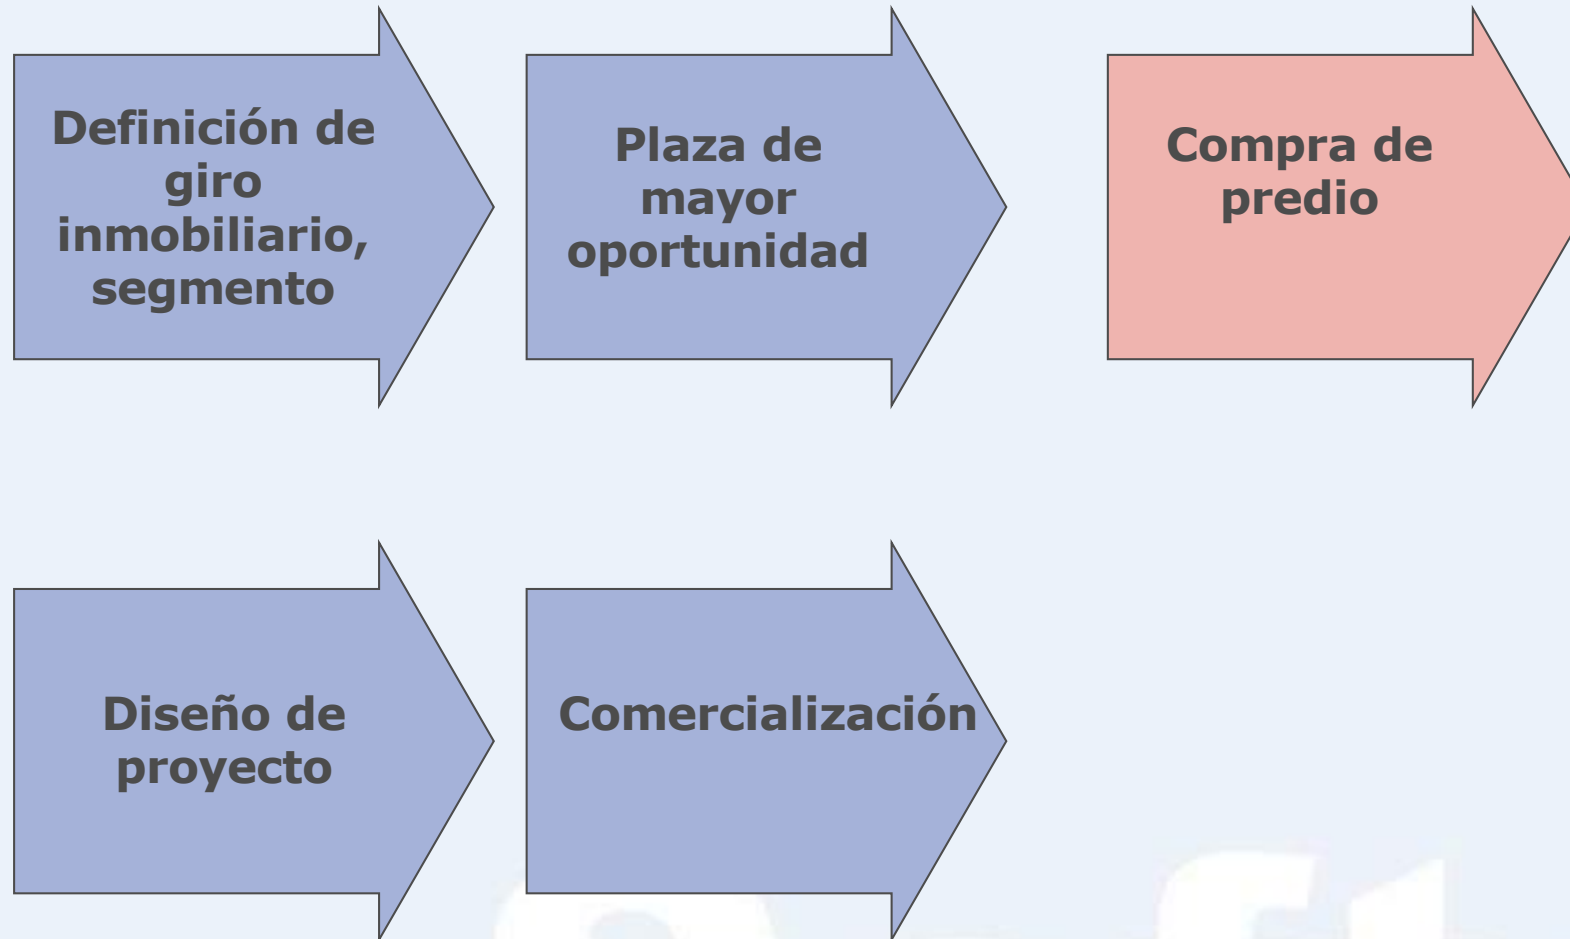 Definición de
giro
inmobiliario,
segmento
Plaza de
mayor
oportunidad
Compra de
predio
Diseño de
proyecto
Comercialización